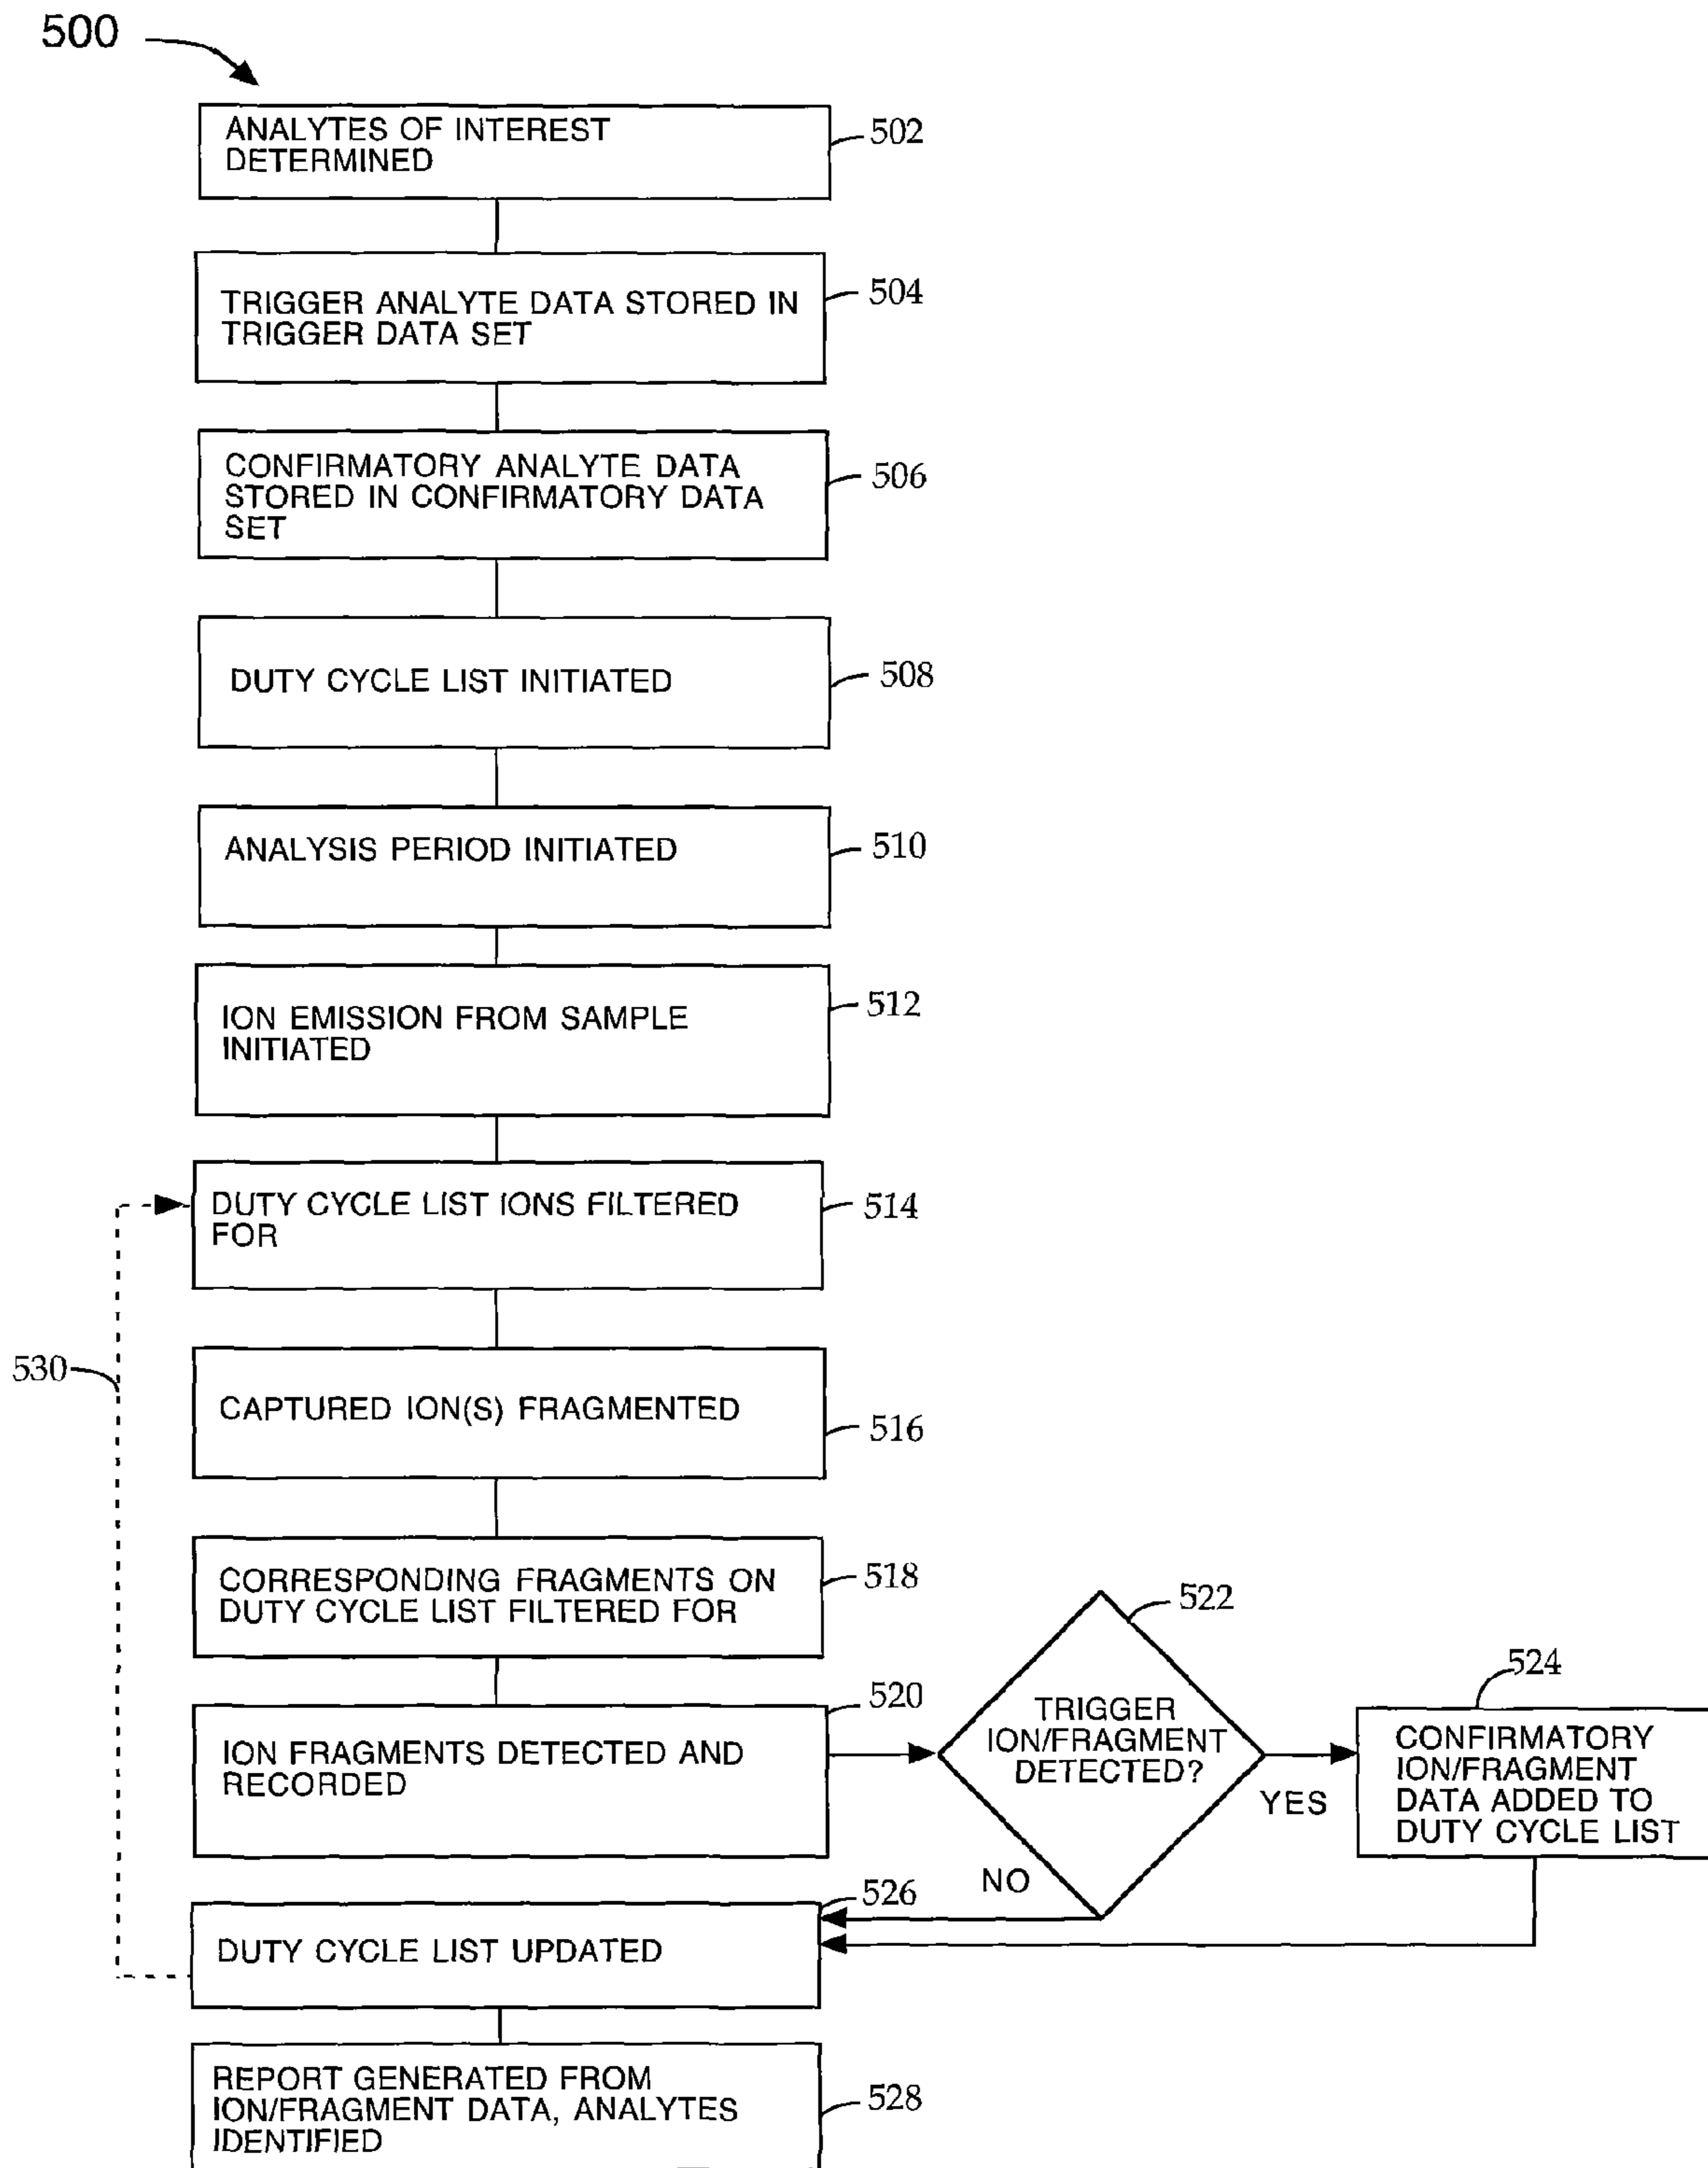 500
ANALYTES OF INTEREST
DETERMINED
502
TRIGGER ANALYTE DATA STORED IN
TRIGGER DATA SET
504
CONFIRMATORY ANALYTE DATA
STORED IN CONFIRMATORY DATA
SET
506
DUTY CYCLE LIST INITIATED
508
ANALYSIS PERIOD INITIATED
510
ION EMISSION FROM SAMPLE
INITIATED
512
DUTY CYCLE LIST IONS FILTERED
FOR
514
530
CAPTURED ION(S) FRAGMENTED
516
CORRESPONDING FRAGMENTS ON
DUTY CYCLE LIST FILTERED FOR
518
ION FRAGMENTS DETECTED AND
RECORDED
520
TRIGGER
ION/FRAGMENT
DETECTED?
522
YES
NO
CONFIRMATORY
ION/FRAGMENT
DATA ADDED TO
DUTY CYCLE LIST
524
DUTY CYCLE LIST UPDATED
526
REPORT GENERATED FROM
ION/FRAGMENT DATA, ANALYTES
IDENTIFIED
528